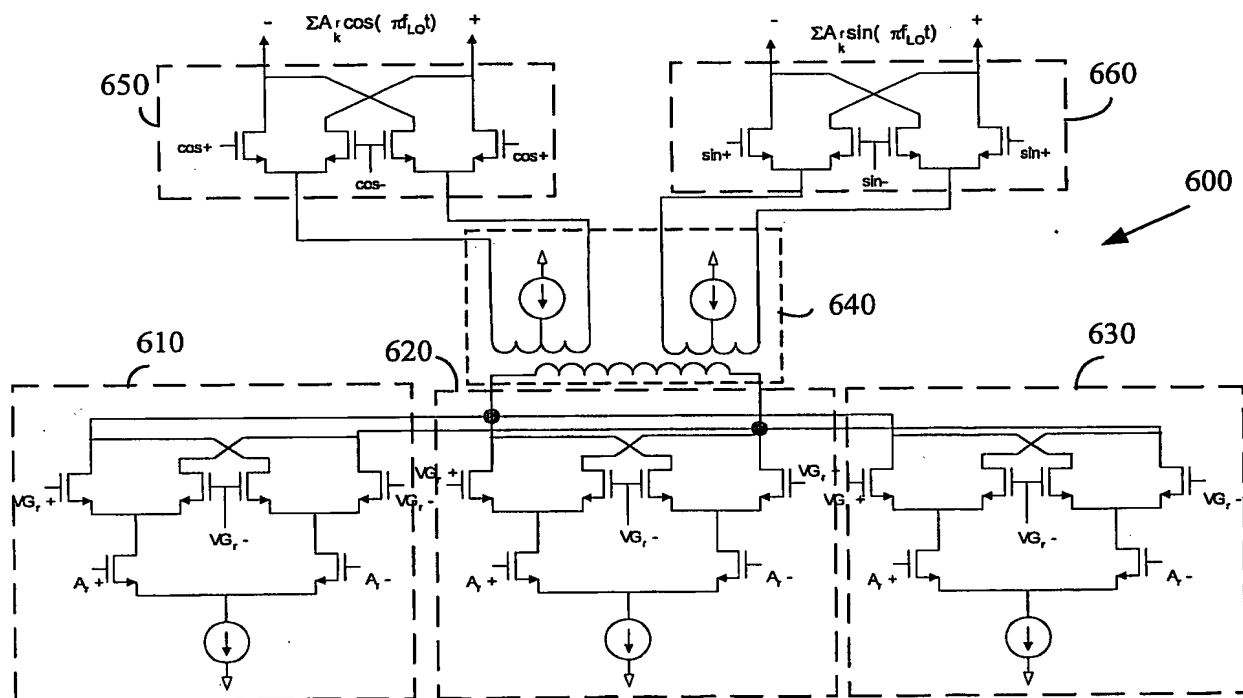 - ΣA_k^r cos( πf_LO t) +
- ΣA_k^r sin( πf_LO t) +
650
660
cos+
cos-
cos+
sin+
sin-
sin+
600
640
610
620
630
VG_r +
VG_r -
VG_r -
VG_r +
VG_r -
VG_r -
VG_r +
VG_r -
VG_r -
A_r +
A_r -
A_r +
A_r -
A_r +
A_r -